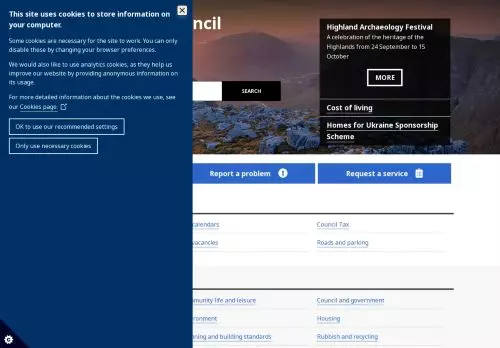 This site uses cookies to store information on
your computer.
Some cookies are necessary for the site to work. You can only
disable these by changing your browser preferences.
We would also like to use analytics cookies, as they help us
improve our website by providing anonymous information on
its usage.
For more detailed information about the cookies we use, see
our Cookies page.
OK to use our recommended settings
Only use necessary cookies
ncil
SEARCH
Highland Archaeology Festival
A celebration of the heritage of the
Highlands from 24 September to 15
October
MORE
Cost of living
Homes for Ukraine Sponsorship
Scheme
Report a problem
Request a service
calendars
Council Tax
vacancies
Roads and parking
munity life and leisure
Council and government
ronment
Housing
ning and building standards
Rubbish and recycling